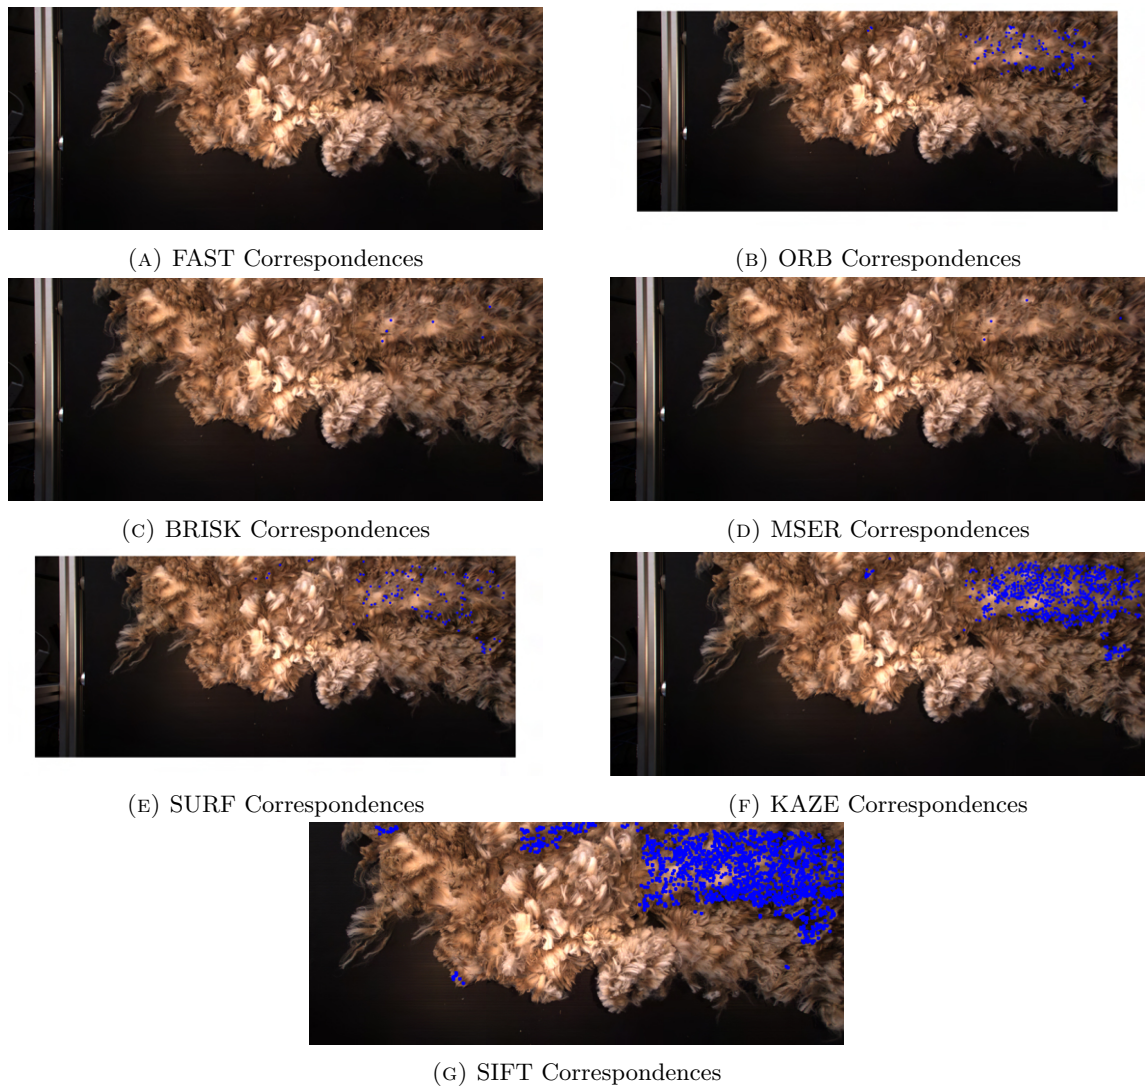 (A) FAST Correspondences
(B) ORB Correspondences
(C) BRISK Correspondences
(D) MSER Correspondences
(E) SURF Correspondences
(F) KAZE Correspondences
(G) SIFT Correspondences